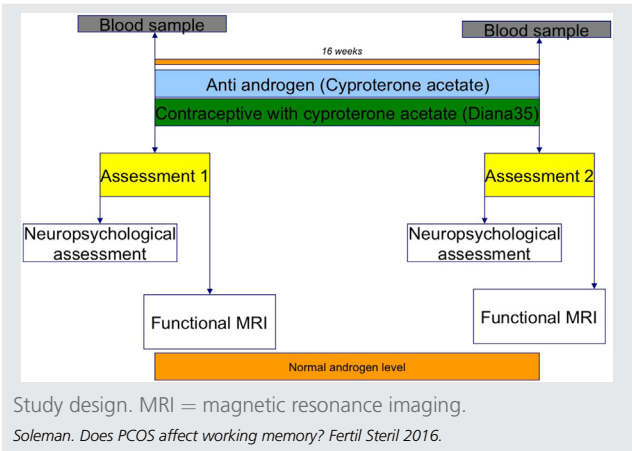 Blood sample
Blood sample
16 weeks
Anti androgen (Cyproterone acetate)
Contraceptive with cyproterone acetate (Diana35)
Assessment 1
Assessment 2
Neuropsychological
assessment
Neuropsychological
assessment
Functional MRI
Functional MRI
Normal androgen level
Study design. MRI = magnetic resonance imaging.
Soleman. Does PCOS affect working memory? Fertil Steril 2016.